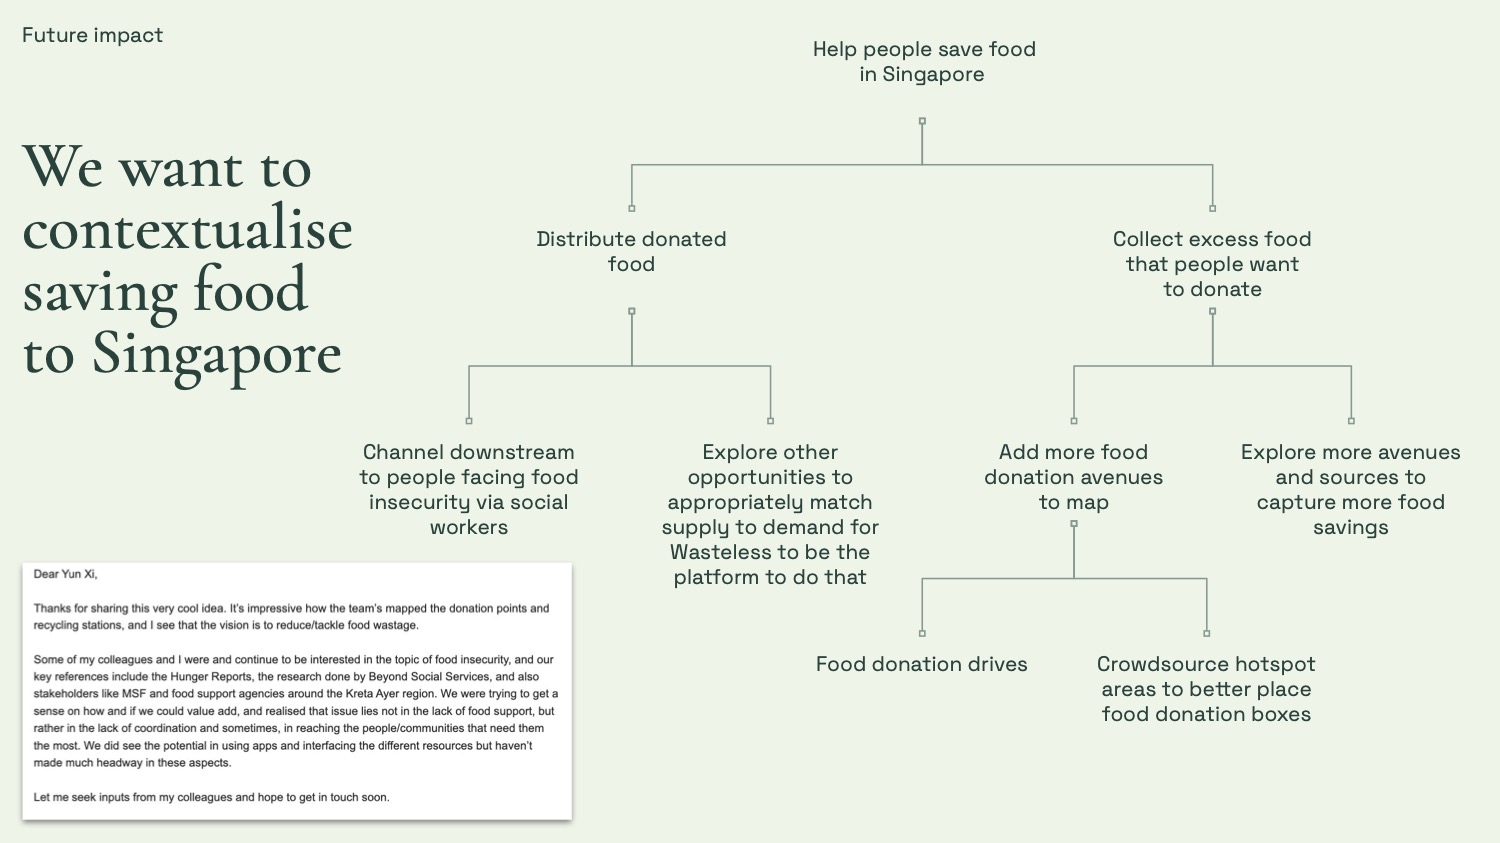 Future impact
We want to
contextualise
saving food
to Singapore
Help people save food
in Singapore
Distribute donated
food
Collect excess food
that people want
to donate
Channel downstream
to people facing food
insecurity via social
workers
Explore other
opportunities to
appropriately match
supply to demand for
Wasteless to be the
platform to do that
Add more food
donation avenues
to map
Explore more avenues
and sources to
capture more food
savings
Food donation drives
Crowdsource hotspot
areas to better place
food donation boxes
Dear Yun Xi,
Thanks for sharing this very cool idea. It's impressive how the team's mapped the donation points and
recycling stations, and I see that the vision is to reduce/tackle food wastage.
Some of my colleagues and I were and continue to be interested in the topic of food insecurity, and our
key references include the Hunger Reports, the research done by Beyond Social Services, and also
stakeholders like MSF and food support agencies around the Kreta Ayer region. We were trying to get a
sense on how and if we could value add, and realised that issue lies not in the lack of food support, but
rather in the lack of coordination and sometimes, in reaching the people/communities that need them
the most. We did see the potential in using apps and interfacing the different resources but haven't
made much headway in these aspects.
Let me seek inputs from my colleagues and hope to get in touch soon.